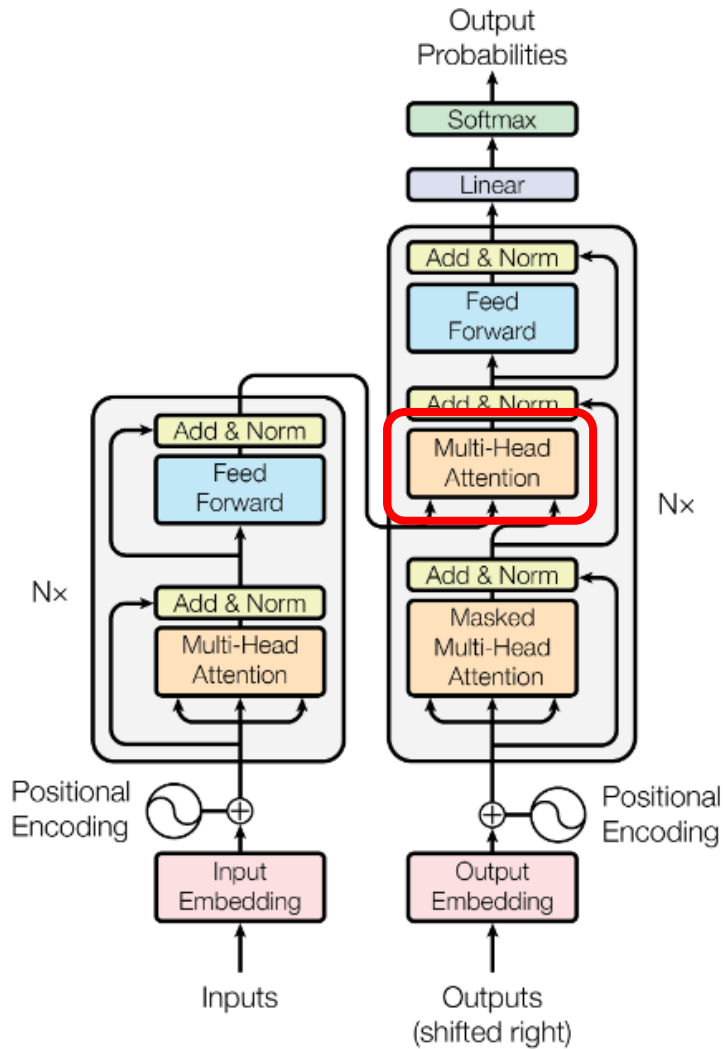 Output
Probabilities
Softmax
Linear
Add & Norm
Feed
Forward
Add & Norm
Multi-Head
Attention
Nx
Add & Norm
Masked
Multi-Head
Attention
Add & Norm
Feed
Forward
Nx
Add & Norm
Multi-Head
Attention
Positional
Encoding
Positional
Encoding
Input
Embedding
Output
Embedding
Inputs
Outputs
(shifted right)